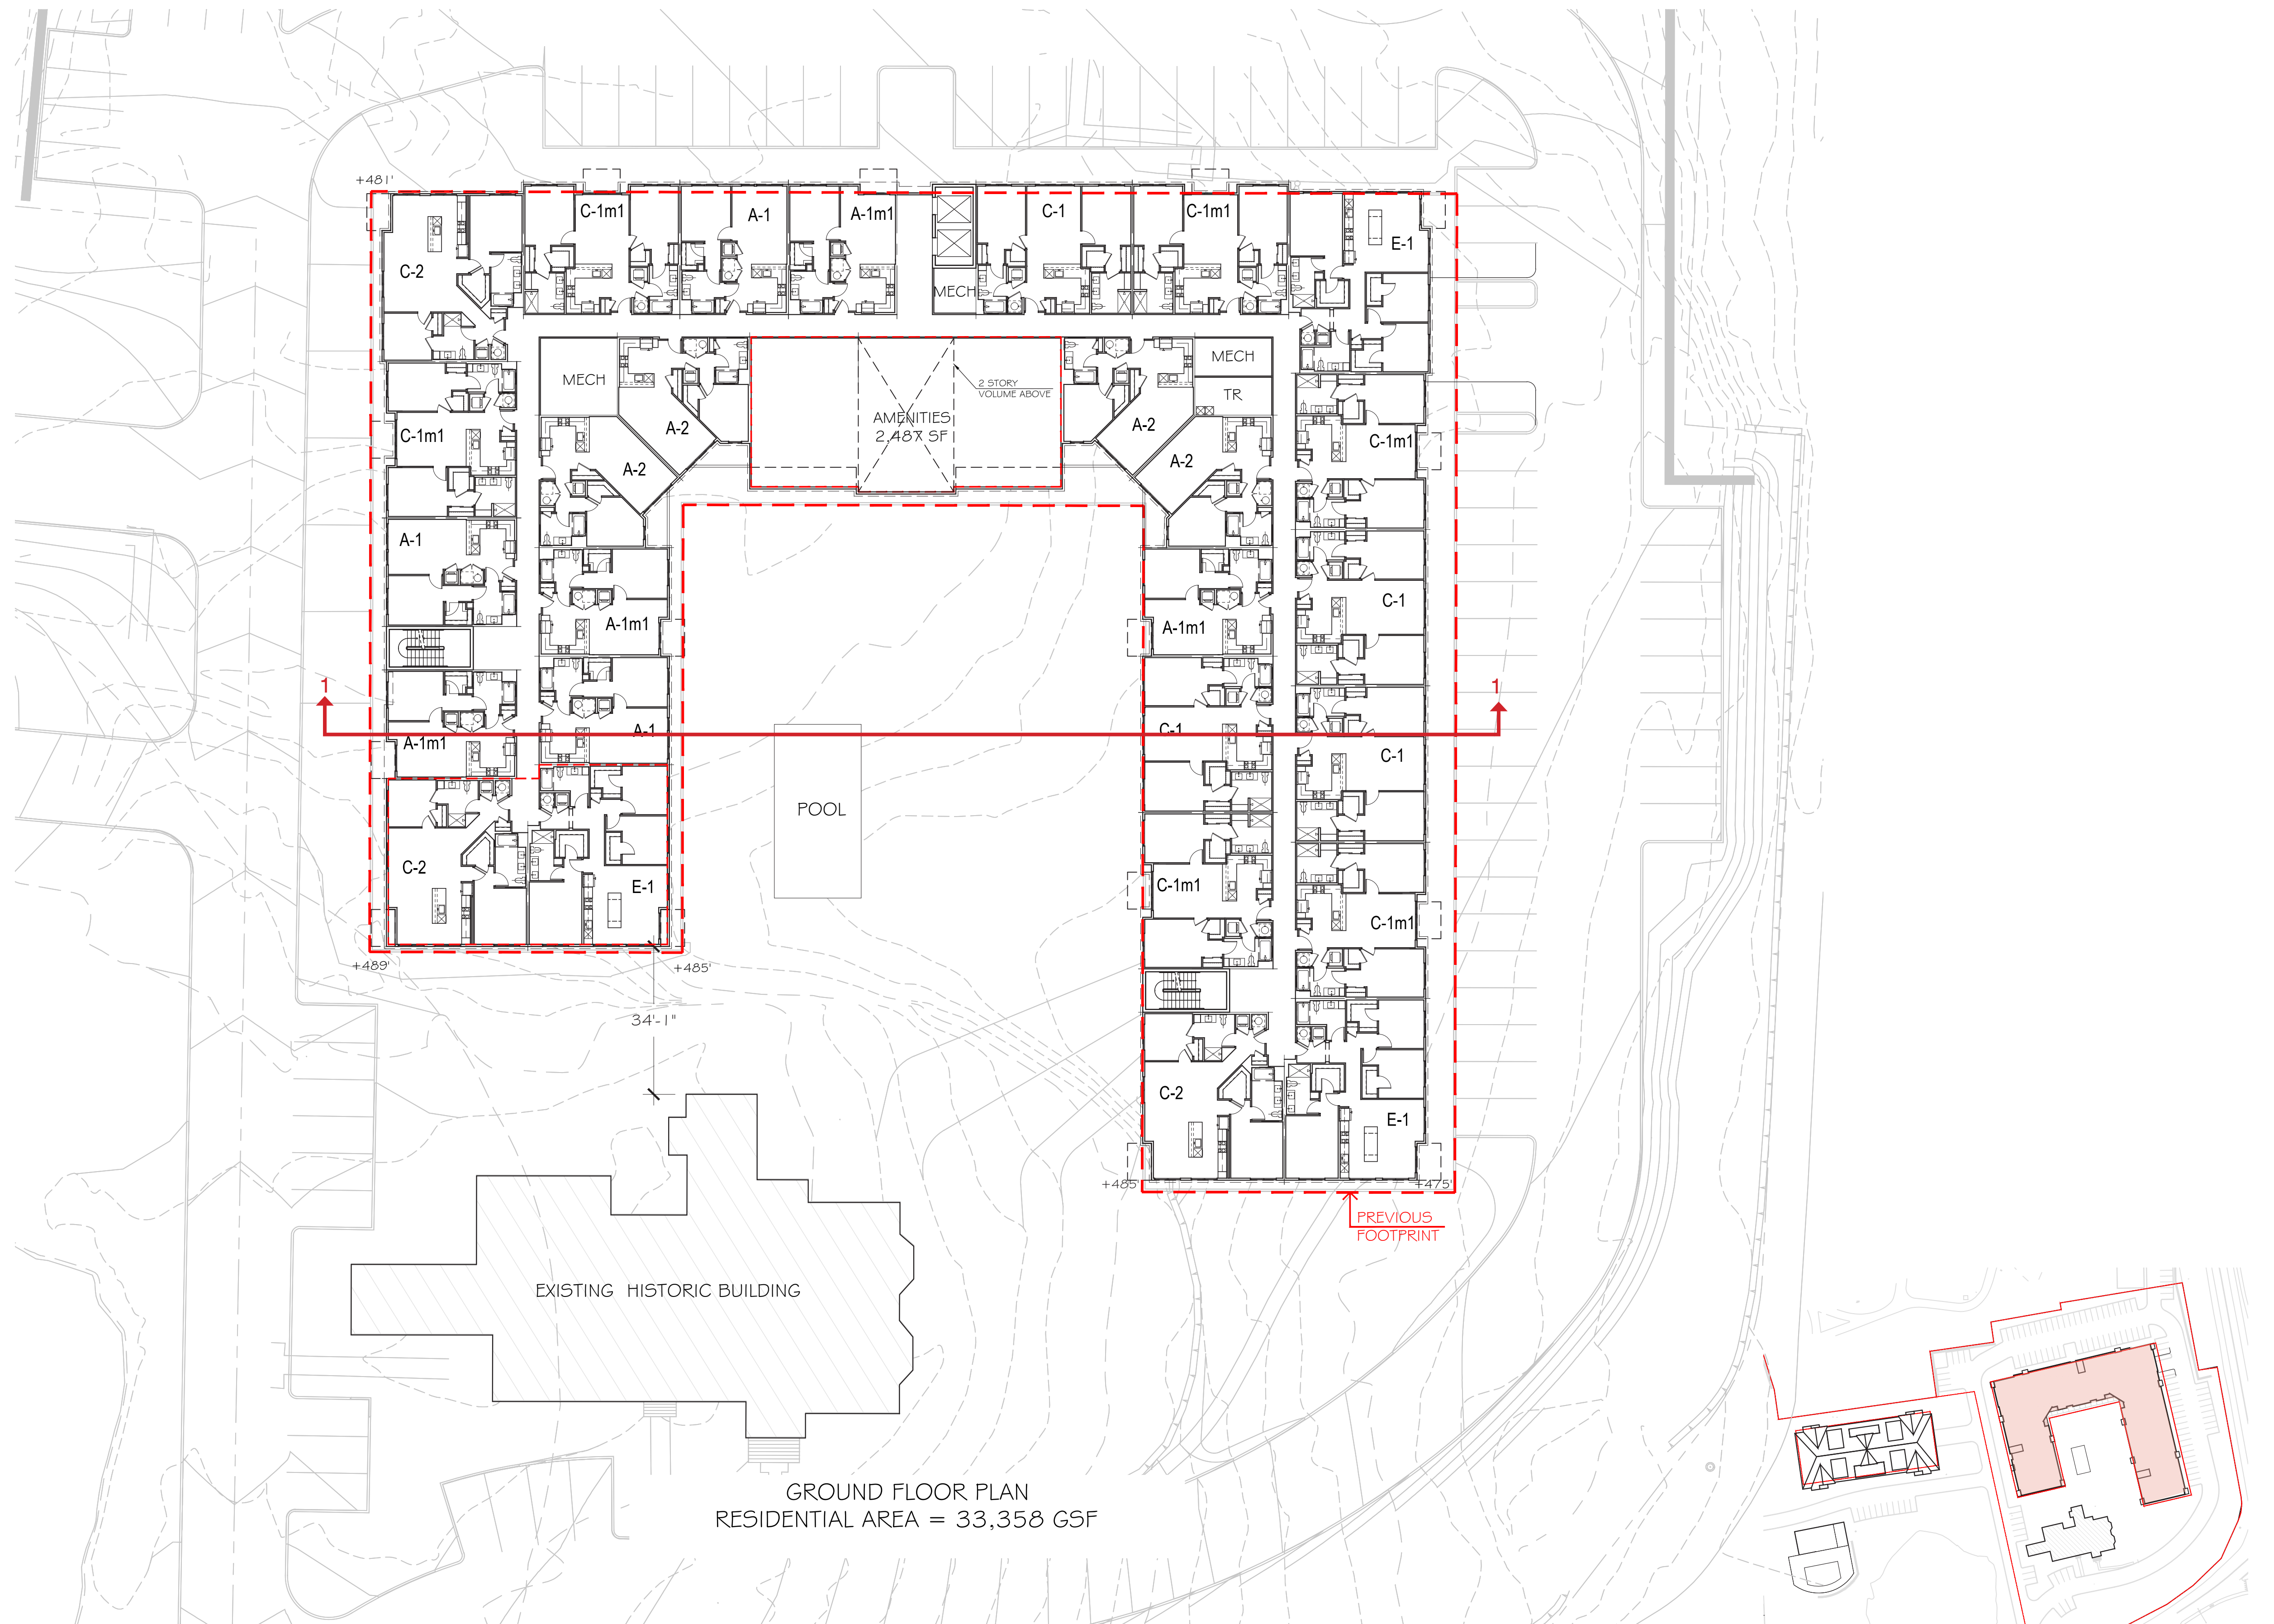 +481'
C-1m1
A-1
A-1m1
C-1
C-1m1
E-1
C-2
MECH
MECH
MECH
TR
2 STORY
VOLUME ABOVE
AMENITIES
2,487 SF
A-2
A-2
A-2
A-2
C-1m1
C-1m1
A-1
C-1
A-1m1
A-1m1
1
1
A-1m1
A-1
C-1
C-1
POOL
C-2
E-1
C-1m1
C-1m1
+489'
+485'
34'-1"
C-2
E-1
+485'
+475'
PREVIOUS
FOOTPRINT
EXISTING HISTORIC BUILDING
GROUND FLOOR PLAN
RESIDENTIAL AREA = 33,358 GSF